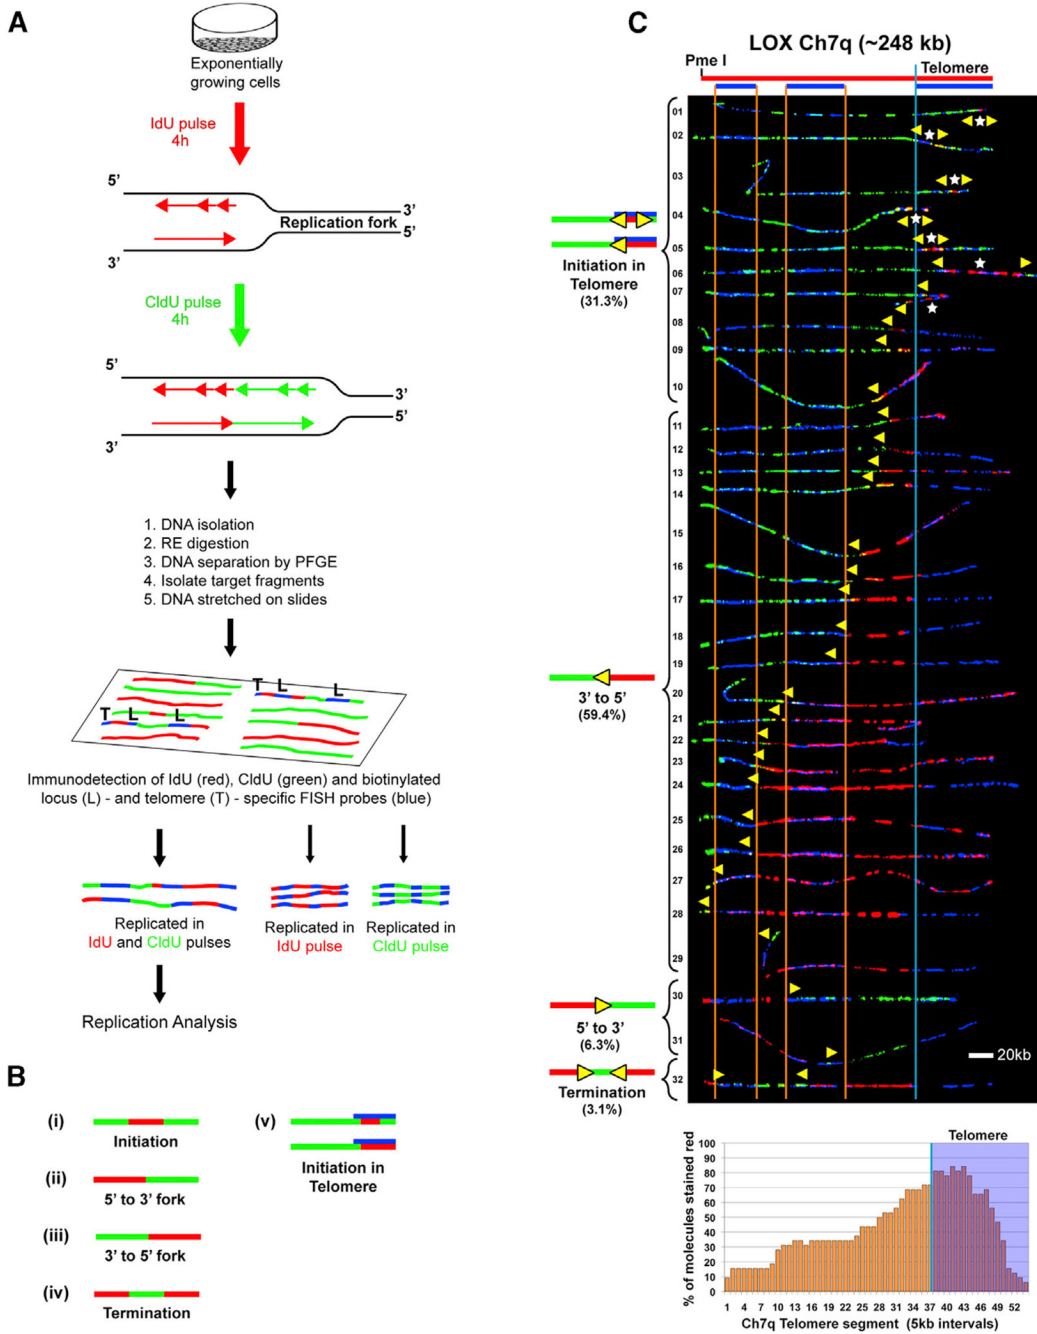 A
Exponentially
growing cells
IdU pulse
4h
5’
3’
Replication fork
5’
3’
CldU pulse
4h
5’
3’
5’
3’
1. DNA isolation
2. RE digestion
3. DNA separation by PFGE
4. Isolate target fragments
5. DNA stretched on slides
T L L
T L L
Immunodetection of IdU (red), CldU (green) and biotinylated
locus (L) - and telomere (T) - specific FISH probes (blue)
Replicated in
IdU and CldU pulses
Replicated in
IdU pulse
Replicated in
CldU pulse
Replication Analysis
B
(i)
Initiation
(ii)
5’ to 3’ fork
(iii)
3’ to 5’ fork
(iv)
Termination
(v)
Initiation in
Telomere
C
LOX Ch7q (~248 kb)
Pme I
Telomere
01
02
03
04
05
06
07
08
09
10
11
12
13
14
15
16
17
18
19
20
21
22
23
24
25
26
27
28
29
30
31
32
Initiation in
Telomere
(31.3%)
3’ to 5’
(59.4%)
5’ to 3’
(6.3%)
Termination
(3.1%)
20kb
Telomere
% of molecules stained red
100
90
80
70
60
50
40
30
20
10
0
1 4 7 10 13 16 19 22 25 28 31 34 37 40 43 46 49 52
Ch7q Telomere segment (5kb intervals)